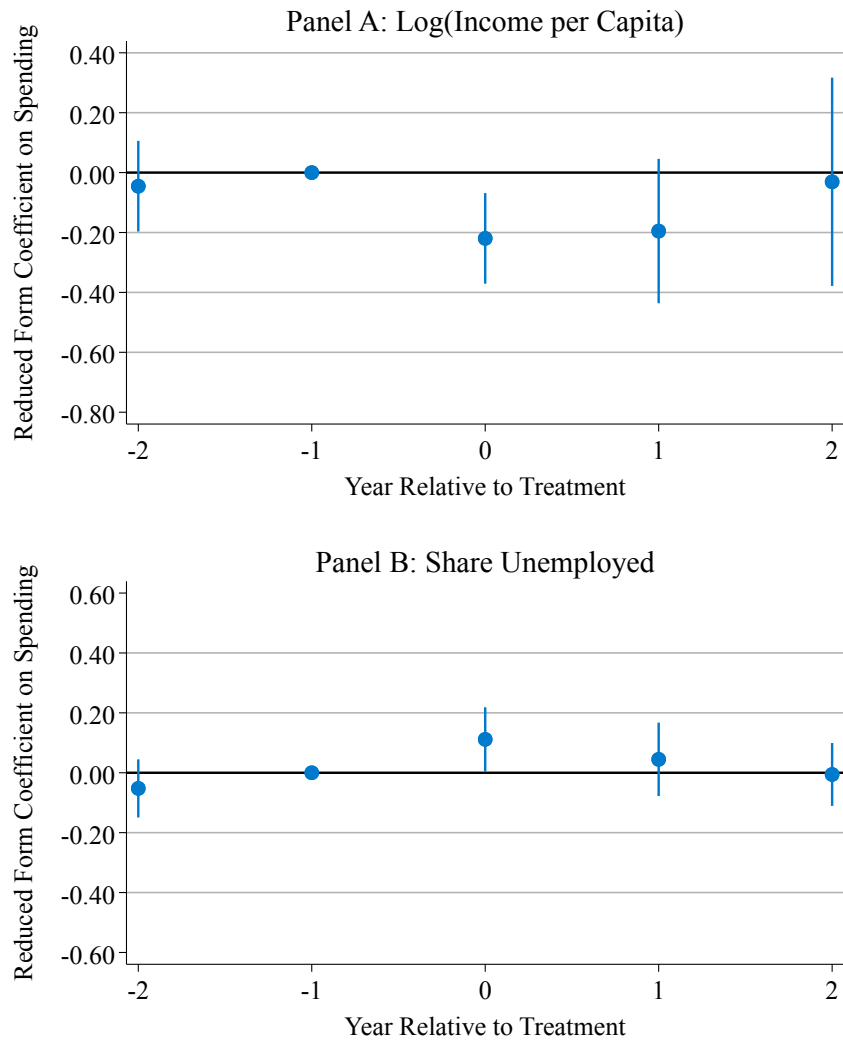 Panel A: Log(Income per Capita)
Reduced Form Coefficient on Spending
0.40
0.20
0.00
-0.20
-0.40
-0.60
-0.80
-2 -1 0 1 2
Year Relative to Treatment
Panel B: Share Unemployed
Reduced Form Coefficient on Spending
0.60
0.40
0.20
0.00
-0.20
-0.40
-0.60
-2 -1 0 1 2
Year Relative to Treatment